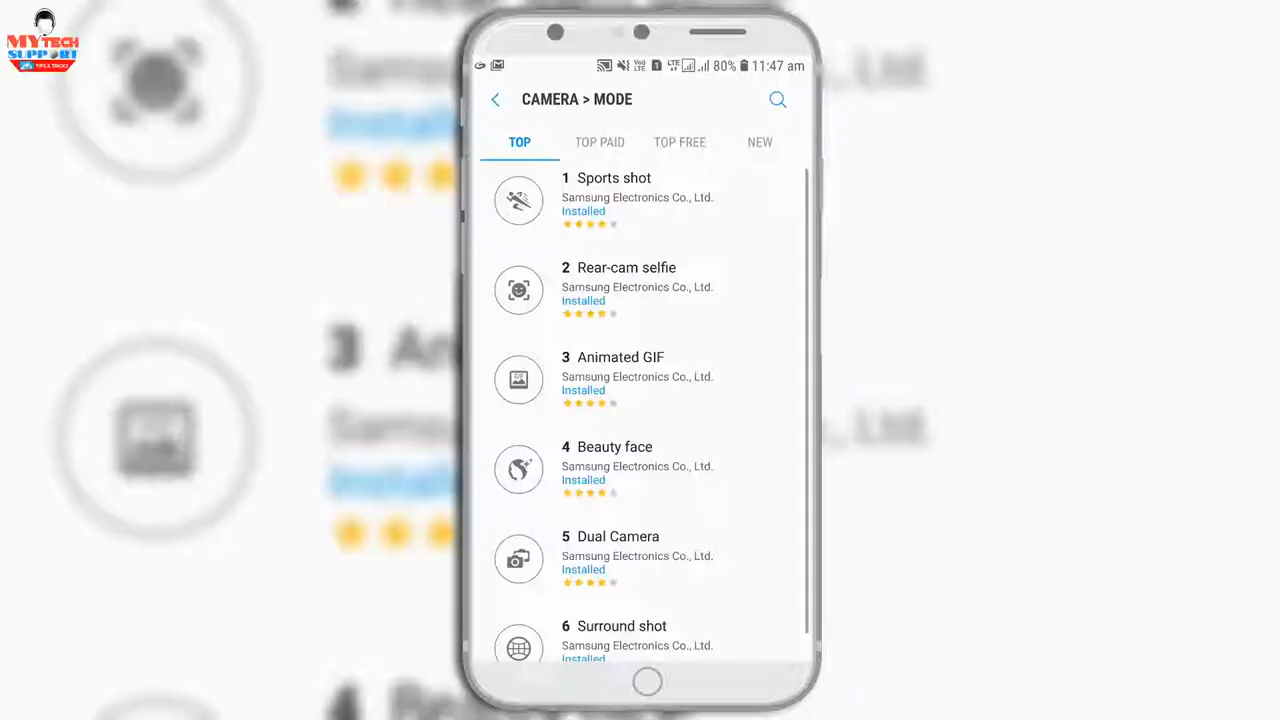 MYTECH
SUPPORT
TIPS & TRICKS
80% 11:47 am
CAMERA > MODE
TOP TOP PAID TOP FREE NEW
1 Sports shot
Samsung Electronics Co., Ltd.
Installed
2 Rear-cam selfie
Samsung Electronics Co., Ltd.
Installed
3 Animated GIF
Samsung Electronics Co., Ltd.
Installed
4 Beauty face
Samsung Electronics Co., Ltd.
Installed
5 Dual Camera
Samsung Electronics Co., Ltd.
Installed
6 Surround shot
Samsung Electronics Co., Ltd.
Installed